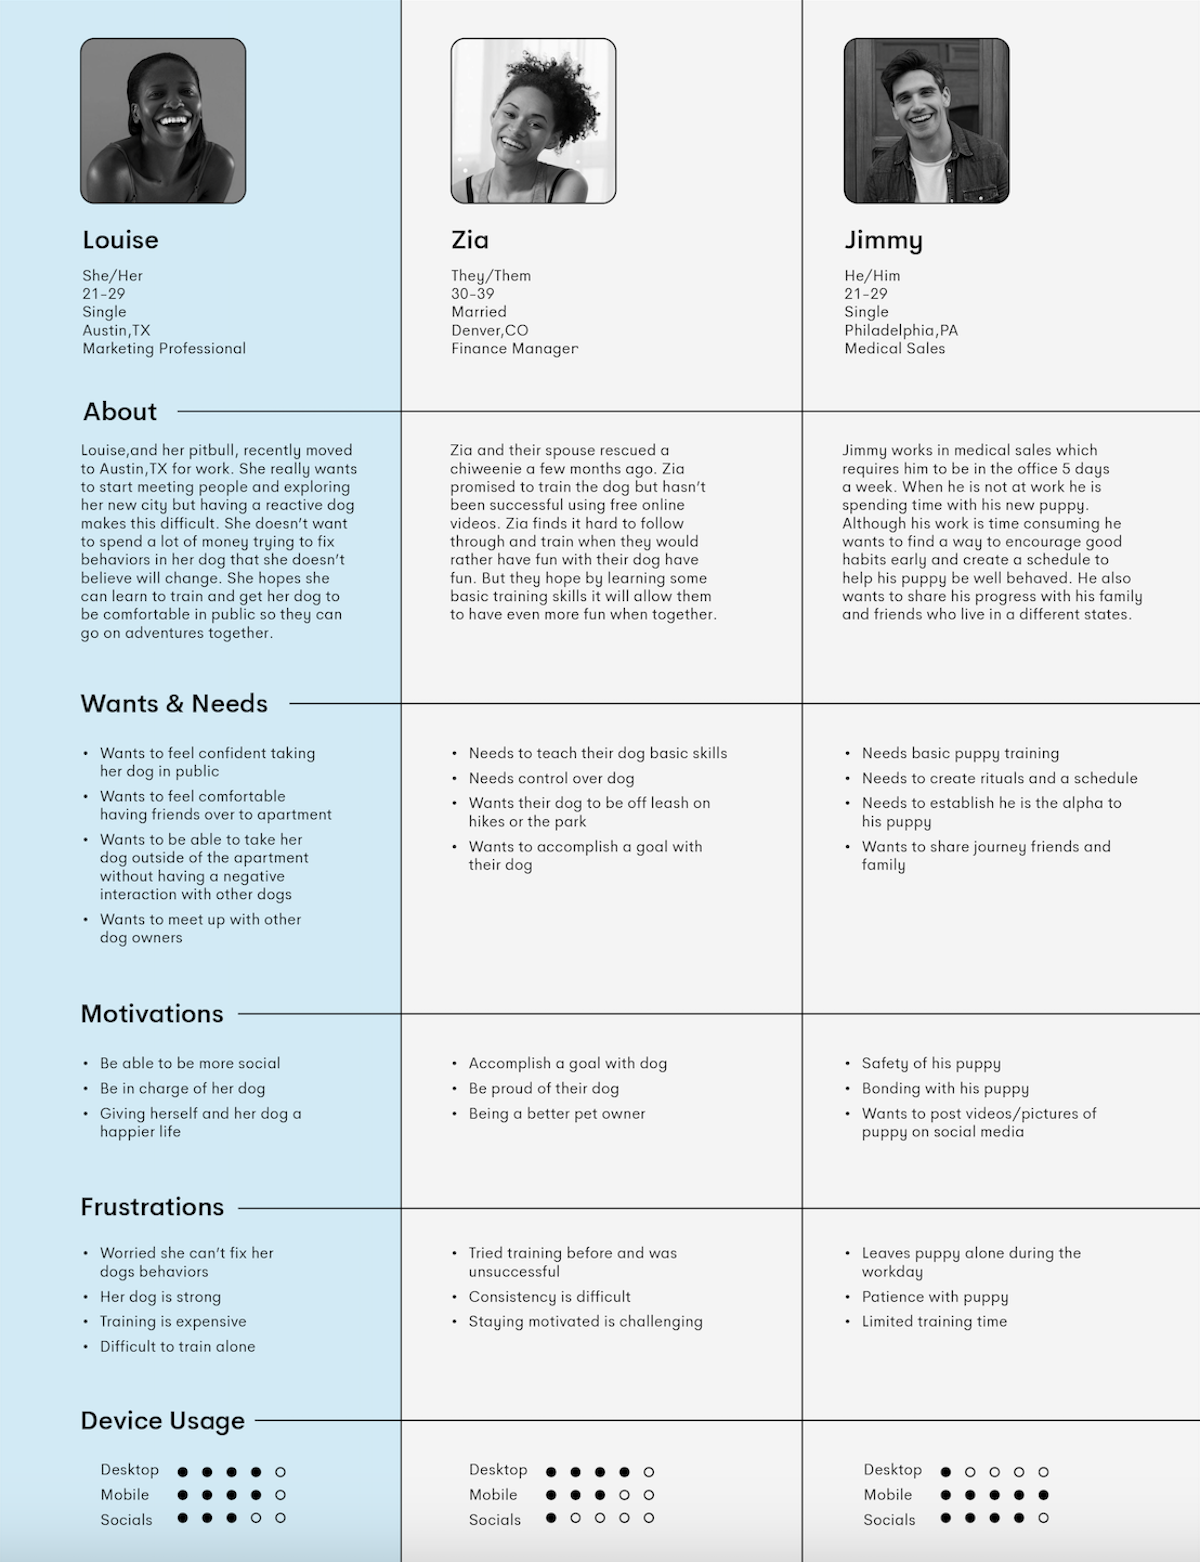 Louise
She/Her
21-29
Single
Austin,TX
Marketing Professional
Zia
They/Them
30-39
Married
Denver,CO
Finance Manager
Jimmy
He/Him
21-29
Single
Philadelphia,PA
Medical Sales
About
Louise,and her pitbull, recently moved
to Austin,TX for work. She really wants
to start meeting people and exploring
her new city but having a reactive dog
makes this difficult. She doesn't want
to spend a lot of money trying to fix
behaviors in her dog that she doesn't
believe will change. She hopes she
can learn to train and get her dog to
be comfortable in public so they can
go on adventures together.
Zia and their spouse rescued a
chiweenie a few months ago. Zia
promised to train the dog but hasn't
been successful using free online
videos. Zia finds it hard to follow
through and train when they would
rather have fun with their dog have
fun. But they hope by learning some
basic training skills it will allow them
to have even more fun when together.
Jimmy works in medical sales which
requires him to be in the office 5 days
a week. When he is not at work he is
spending time with his new puppy.
Although his work is time consuming he
wants to find a way to encourage good
habits early and create a schedule to
help his puppy be well behaved. He also
wants to share his progress with his family
and friends who live in a different states.
Wants & Needs
• Wants to feel confident taking
her dog in public
• Wants to feel comfortable
having friends over to apartment
• Wants to be able to take her
dog outside of the apartment
without having a negative
interaction with other dogs
• Wants to meet up with other
dog owners
• Needs to teach their dog basic skills
• Needs control over dog
• Wants their dog to be off leash on
hikes or the park
• Wants to accomplish a goal with
their dog
• Needs basic puppy training
• Needs to create rituals and a schedule
• Needs to establish he is the alpha to
his puppy
• Wants to share journey friends and
family
Motivations
• Be able to be more social
• Be in charge of her dog
• Giving herself and her dog a
happier life
• Accomplish a goal with dog
• Be proud of their dog
• Being a better pet owner
• Safety of his puppy
• Bonding with his puppy
• Wants to post videos/pictures of
puppy on social media
Frustrations
• Worried she can't fix her
dogs behaviors
• Her dog is strong
• Training is expensive
• Difficult to train alone
• Tried training before and was
unsuccessful
• Consistency is difficult
• Staying motivated is challenging
• Leaves puppy alone during the
workday
• Patience with puppy
• Limited training time
Device Usage
Desktop
Mobile
Socials
Desktop
Mobile
Socials
Desktop
Mobile
Socials